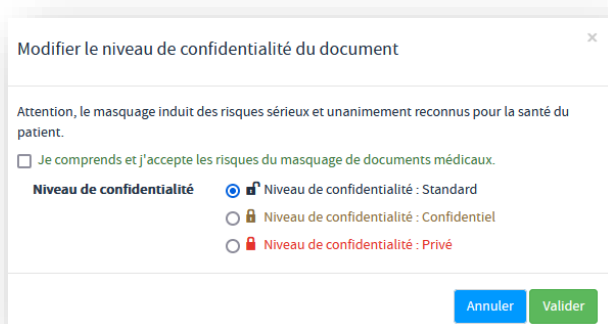 Modifier le niveau de confidentialité du document
×
Attention, le masquage induit des risques sérieux et unanimement reconnus pour la santé du
patient.
Je comprends et j'accepte les risques du masquage de documents médicaux.
Niveau de confidentialité
Niveau de confidentialité : Standard
Niveau de confidentialité : Confidentiel
Niveau de confidentialité : Privé
Annuler Valider